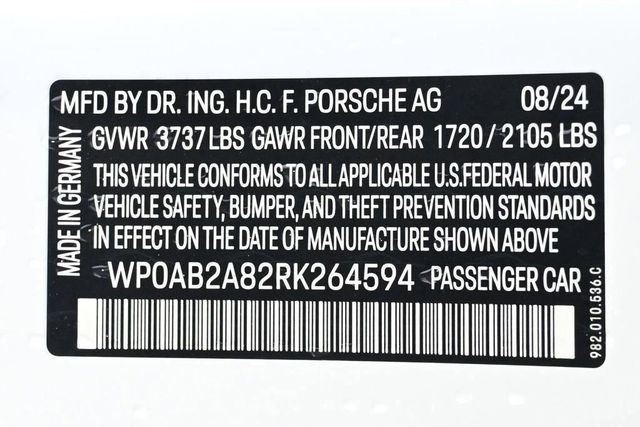 MFD BY DR. ING. H.C. F. PORSCHE AG 08/24
GVWR 3737 LBS GAWR FRONT/REAR 1720 / 2105 LBS
THIS VEHICLE CONFORMS TO ALL APPLICABLE U.S.FEDERAL MOTOR
VEHICLE SAFETY, BUMPER, AND THEFT PREVENTION STANDARDS
IN EFFECT ON THE DATE OF MANUFACTURE SHOWN ABOVE
WP0AB2A82RK264594 PASSENGER CAR
MADE IN GERMANY
982.010.536.C